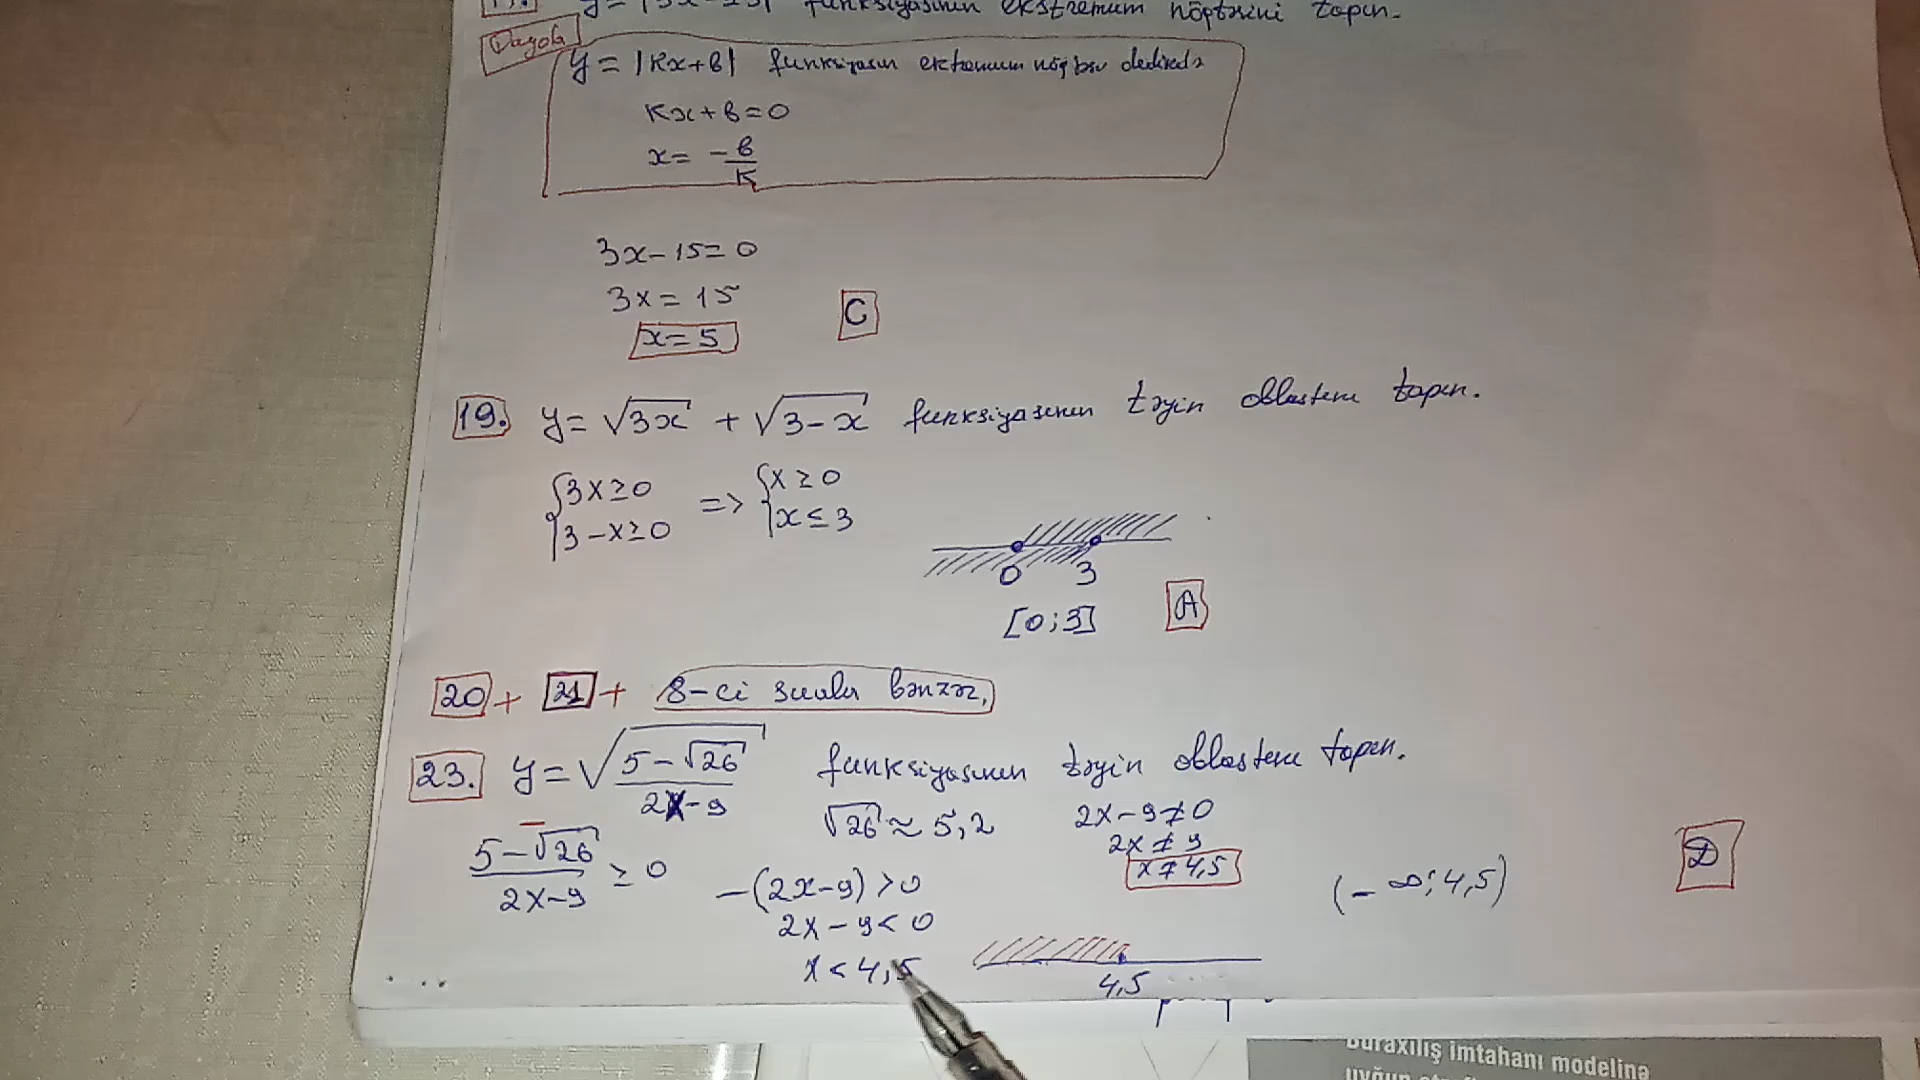 y = |3x-15| funksiyasının ekstremum nöqtəsini tapın.
Qayda
y = |kx+b| funksiyasın ekstremum nöqtəsi dedikdə
kx+b=0
x = -b/k
3x-15=0
3x=15
x=5 C
19. y = √3x + √3-x funksiyasının təyin oblastını tapın.
{3x≥0 => {x≥0
{3-x≥0 {x≤3
0 3
[0;3] A
20 + 21 + 8-ci suala bənzər,
23. y = √(5-√26)/(2x-9) funksiyasının təyin oblastını tapın.
√26 ≈ 5,2 2x-9≠0
2x≠9
x≠4,5
(5-√26)/(2x-9) ≥ 0
-(2x-9)>0 (-∞;4,5) D
2x-9<0
x<4,5 4,5
buraxılış imtahanı modelinə
uyğun